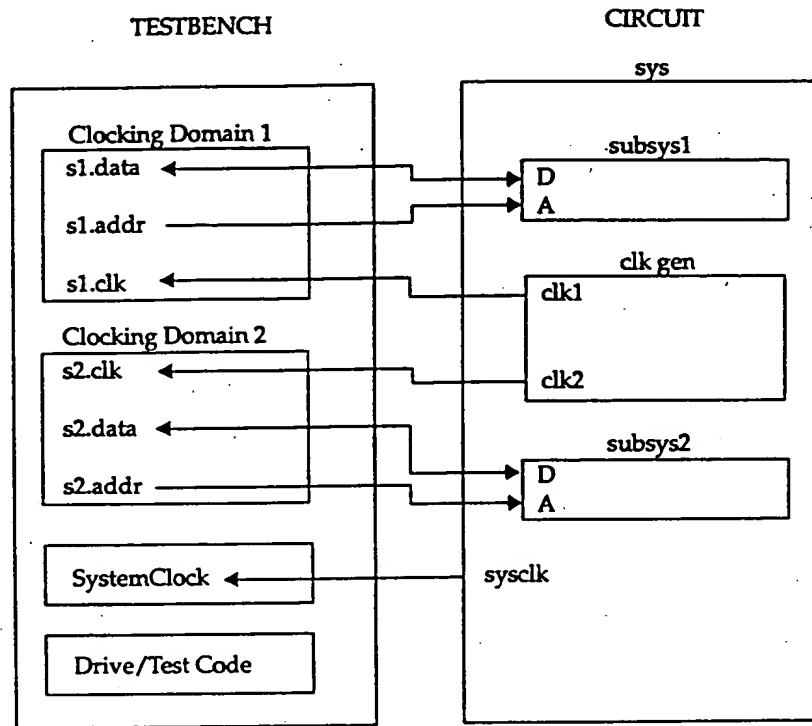 TESTBENCH
Clocking Domain 1
s1.data
s1.addr
s1.clk
Clocking Domain 2
s2.clk
s2.data
s2.addr
SystemClock
Drive/Test Code
CIRCUIT
sys
subsys1
D
A
clk gen
clk1
clk2
subsys2
D
A
sysclk